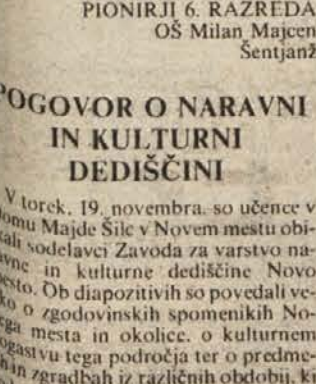 PIONIRJI 6. RAZREDA
OŠ Milan Majcen
Šentjanž
POGOVOR O NARAVNI
IN KULTURNI
DEDIŠČINI
V torek, 19. novembra, so učence v
domu Majde Šilc v Novem mestu obi-
skali sodelavci Zavoda za varstvo na-
ravne in kulturne dediščine Novo
mesto. Ob diapozitivih so povedali ve-
liko o zgodovinskih spomenikih No-
vega mesta in okolice, o kulturnem
bogastvu tega področja ter o predme-
tih in zgradbah iz različnih obdobij, ki